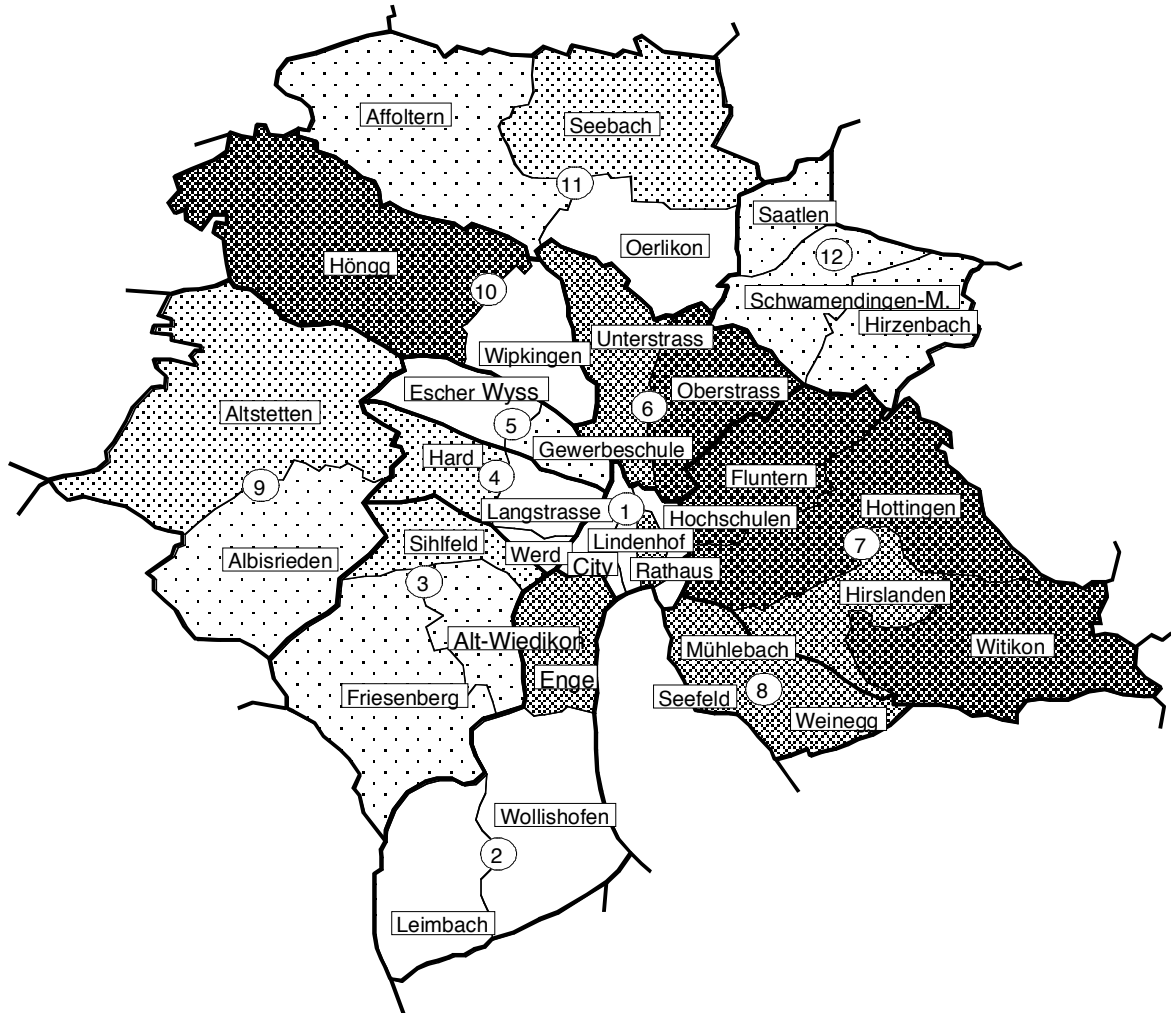 Affoltern
Seebach
11
Saatlen
Oerlikon
12
Höngg
10
Schwamendingen-M.
Hirzenbach
Unterstrass
Wipkingen
Escher Wyss
Oberstrass
Altstetten
6
5
Gewerbeschule
Hard
4
Fluntern
9
Langstrasse
1
Hochschulen
Hottingen
Lindenhof
Sihlfeld
Werd
City
Rathaus
7
Albisrieden
3
Hirslanden
Alt-Wiedikon
Mühlebach
Witikon
Enge
Friesenberg
Seefeld
8
Weinegg
Wollishofen
2
Leimbach